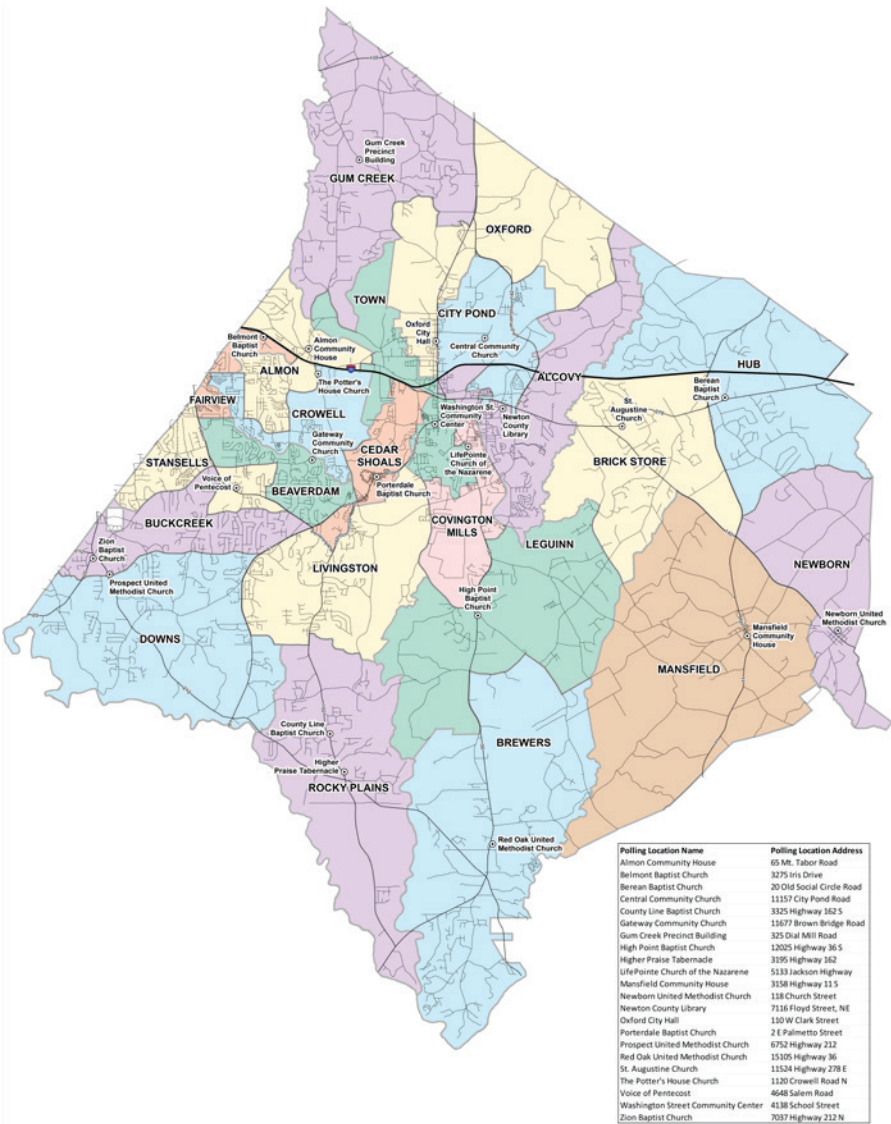 Gum Creek
Precinct
Building
GUM CREEK
OXFORD
TOWN
CITY POND
Oxford
City
Hall
Central Community
Church
Belmont
Baptist
Church
Almon
Community
House
ALMON
The Potter's
House Church
HUB
ALCOVY
Berean
Baptist
Church
FAIRVIEW
CROWELL
Washington St.
Community
Center
Newton
County
Library
St.
Augustine
Church
Gateway
Community
Church
CEDAR
SHOALS
LifePointe
Church of
the Nazarene
STANSELLS
BRICK STORE
Voice of
Pentecost
BEAVERDAM
Porterdale
Baptist Church
BUCKCREEK
COVINGTON
MILLS
Zion
Baptist
Church
LEGUINN
LIVINGSTON
NEWBORN
Prospect United
Methodist Church
High Point
Baptist
Church
Newborn United
Methodist Church
DOWNS
Mansfield
Community
House
MANSFIELD
County Line
Baptist Church
BREWERS
Higher
Praise Tabernacle
ROCKY PLAINS
Red Oak United
Methodist Church
Polling Location Name Polling Location Address
Almon Community House 65 Mt. Tabor Road
Belmont Baptist Church 3275 Iris Drive
Berean Baptist Church 20 Old Social Circle Road
Central Community Church 11157 City Pond Road
County Line Baptist Church 3325 Highway 162 S
Gateway Community Church 11677 Brown Bridge Road
Gum Creek Precinct Building 325 Dial Mill Road
High Point Baptist Church 12025 Highway 36 S
Higher Praise Tabernacle 3195 Highway 162
LifePointe Church of the Nazarene 5133 Jackson Highway
Mansfield Community House 3158 Highway 11 S
Newborn United Methodist Church 118 Church Street
Newton County Library 7116 Floyd Street, NE
Oxford City Hall 110 W Clark Street
Porterdale Baptist Church 2 E Palmetto Street
Prospect United Methodist Church 6752 Highway 212
Red Oak United Methodist Church 15105 Highway 36
St. Augustine Church 11524 Highway 278 E
The Potter's House Church 1120 Crowell Road N
Voice of Pentecost 4648 Salem Road
Washington Street Community Center 4138 School Street
Zion Baptist Church 7037 Highway 212 N